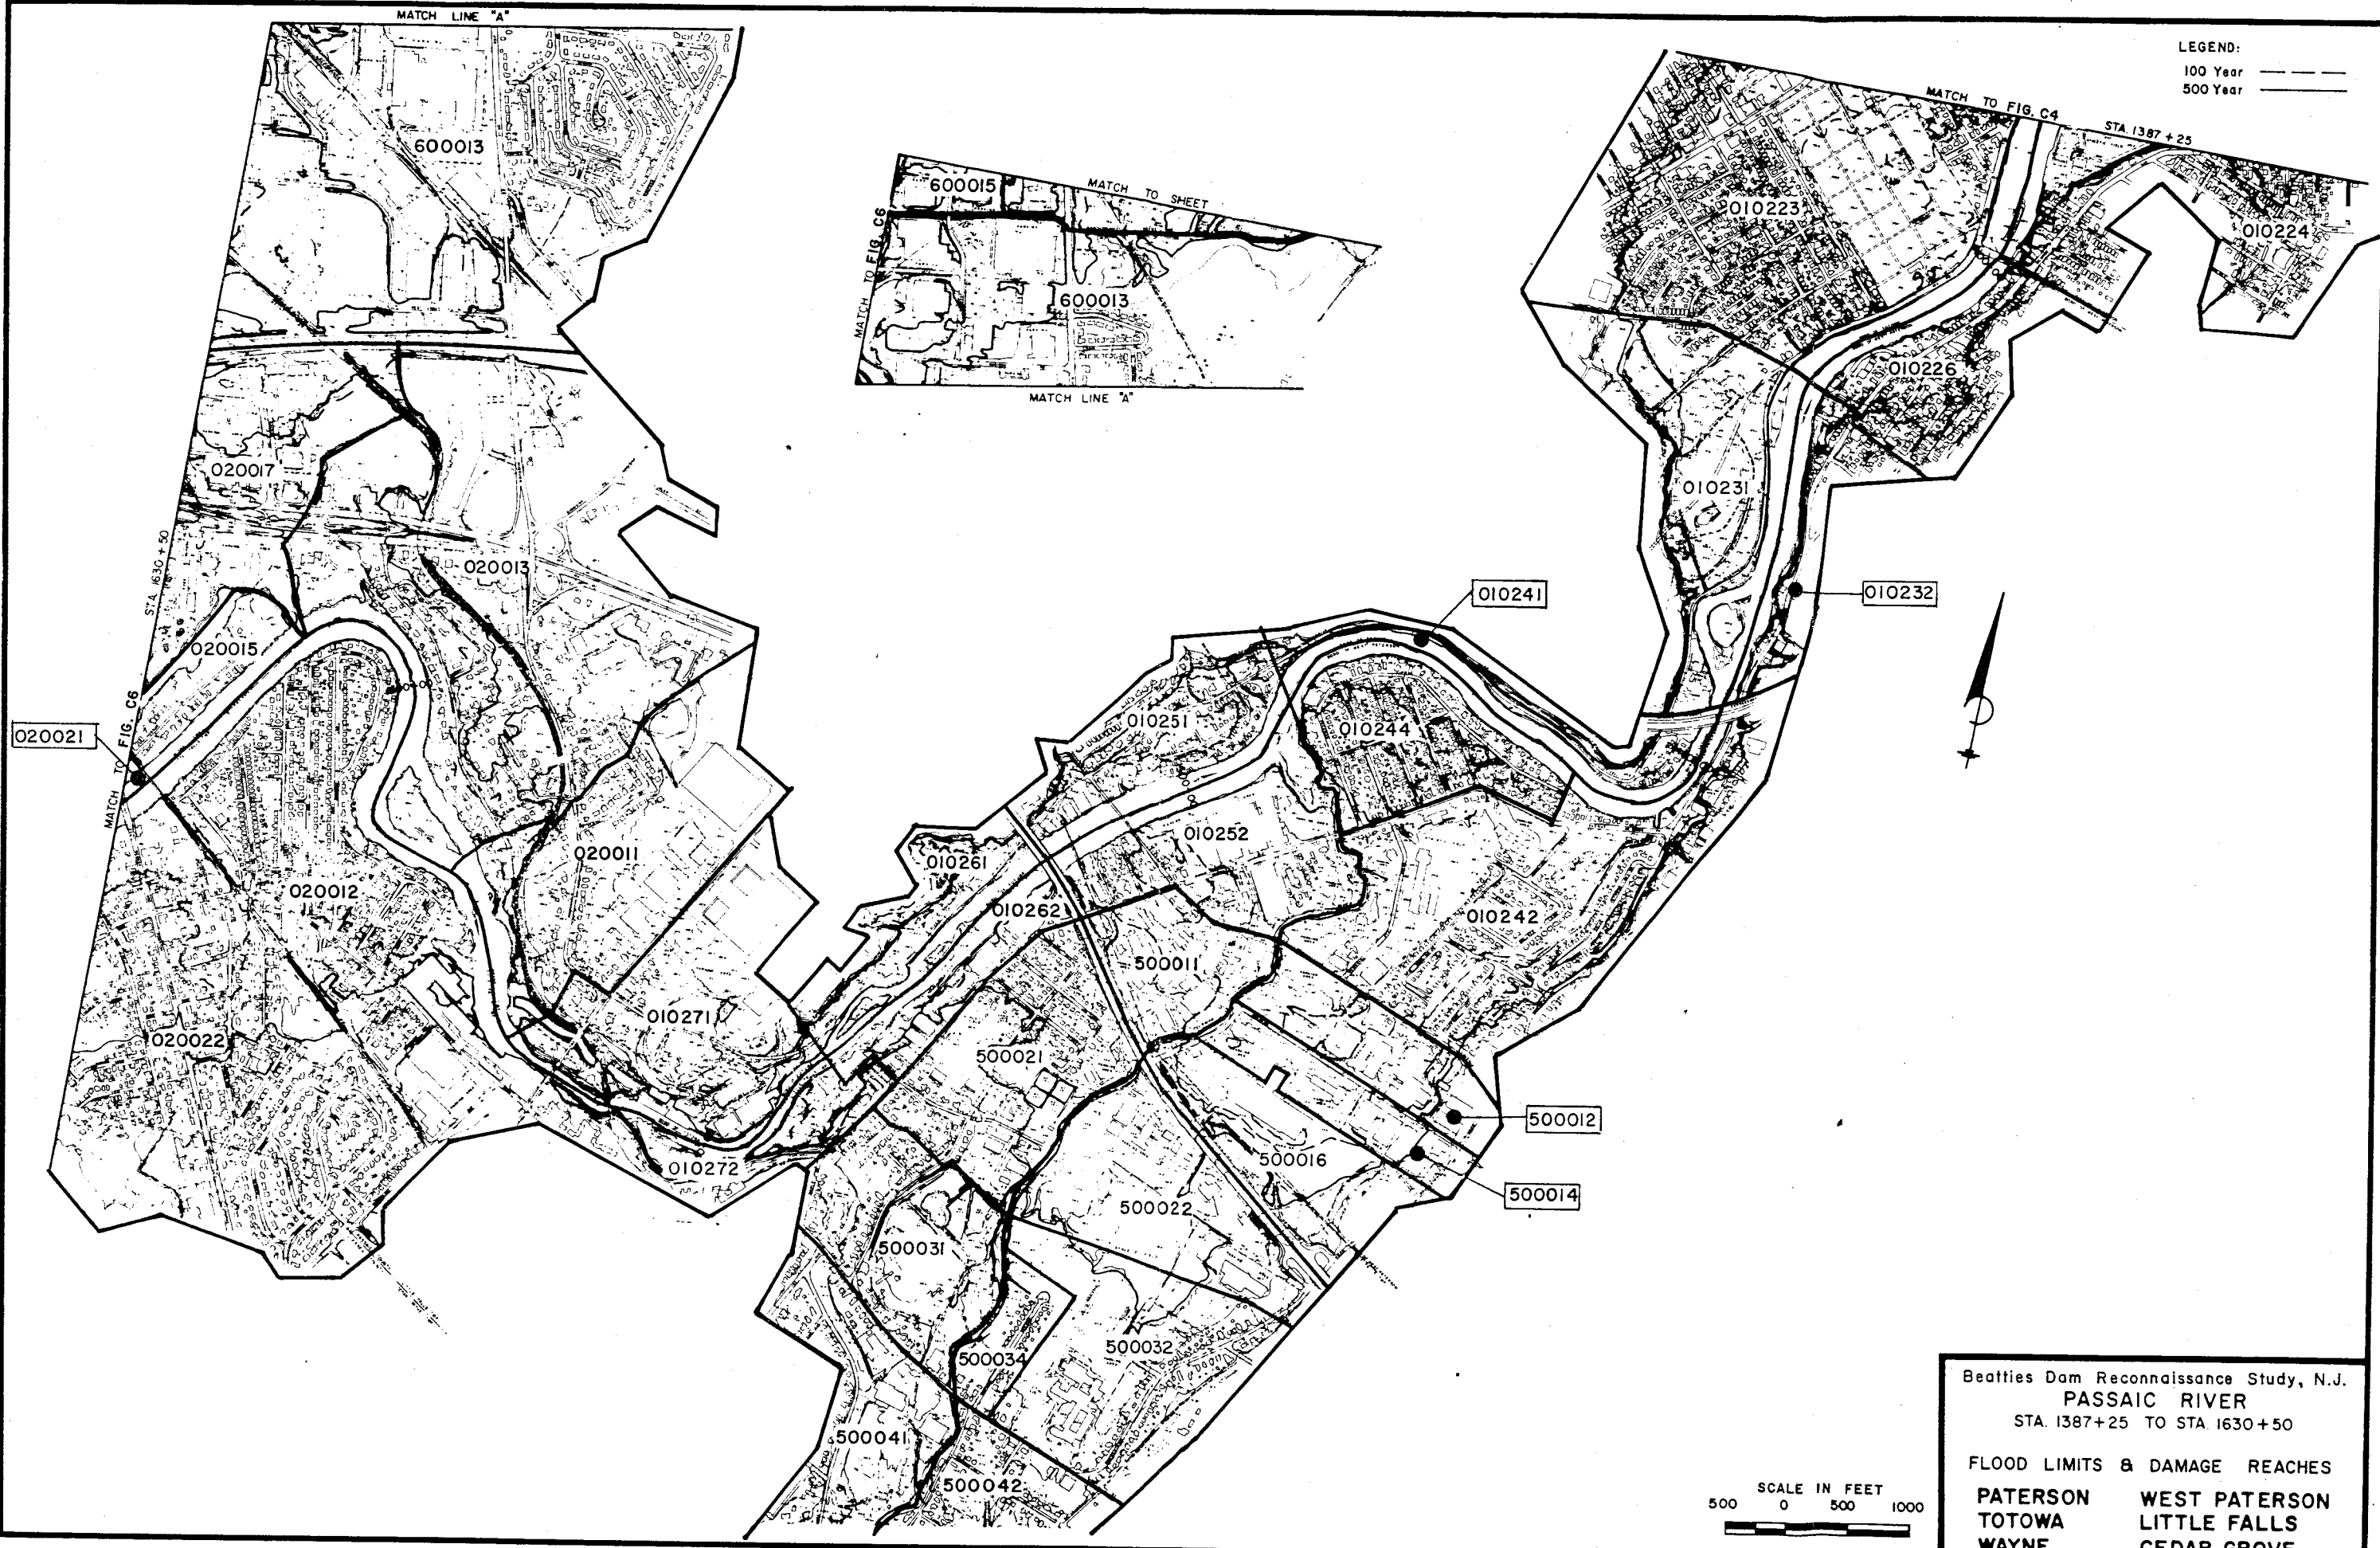 MATCH LINE "A"
LEGEND:
100 Year
500 Year
MATCH TO FIG. C4
STA. 1387 + 25
600013
600015
MATCH TO SHEET
MATCH TO FIG. C6
600013
MATCH LINE "A"
010223
010224
010226
020017
010231
STA. 1630 + 50
020013
010241
010232
020015
020021
MATCH TO FIG. C6
010251
010244
010252
020011
010261
020012
010262
010242
500011
010271
020022
500021
500012
010272
500016
500014
500022
500031
500032
500034
500041
500042
SCALE IN FEET
500 0 500 1000
Beatties Dam Reconnaissance Study, N.J.
PASSAIC RIVER
STA. 1387+25 TO STA. 1630+50
FLOOD LIMITS & DAMAGE REACHES
PATERSON WEST PATERSON
TOTOWA LITTLE FALLS
WAYNE CEDAR GROVE